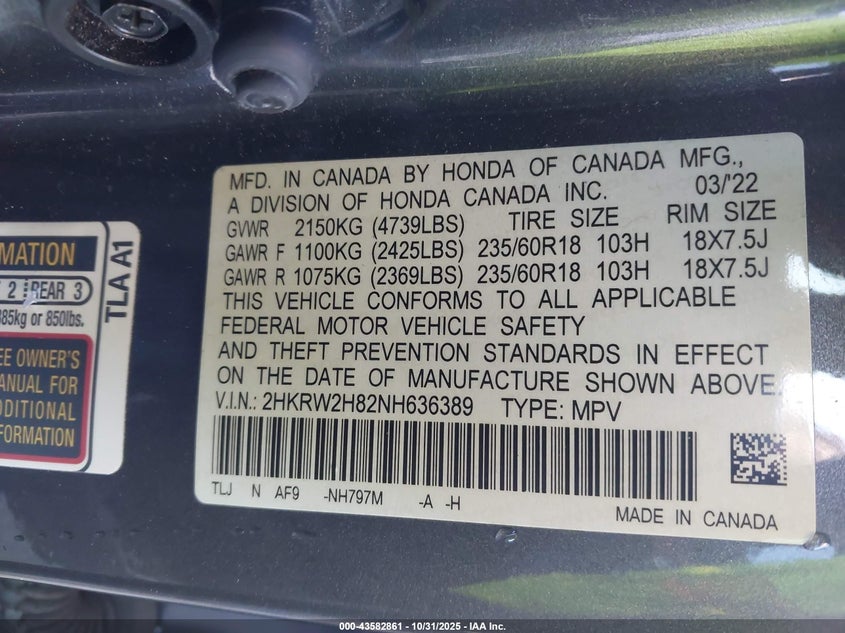 MFD. IN CANADA BY HONDA OF CANADA MFG.,
A DIVISION OF HONDA CANADA INC. 03/'22
GVWR 2150KG (4739LBS) TIRE SIZE RIM SIZE
GAWR F 1100KG (2425LBS) 235/60R18 103H 18X7.5J
GAWR R 1075KG (2369LBS) 235/60R18 103H 18X7.5J
THIS VEHICLE CONFORMS TO ALL APPLICABLE
FEDERAL MOTOR VEHICLE SAFETY
AND THEFT PREVENTION STANDARDS IN EFFECT
ON THE DATE OF MANUFACTURE SHOWN ABOVE.
V.I.N.: 2HKRW2H82NH636389 TYPE: MPV
TLJ N AF9 -NH797M -A -H
MADE IN CANADA
MATION
2 REAR 3
385kg or 850lbs.
EE OWNER'S
ANUAL FOR
FORMATION
TLA A1
000-43582861 - 10/31/2025 - IAA Inc.